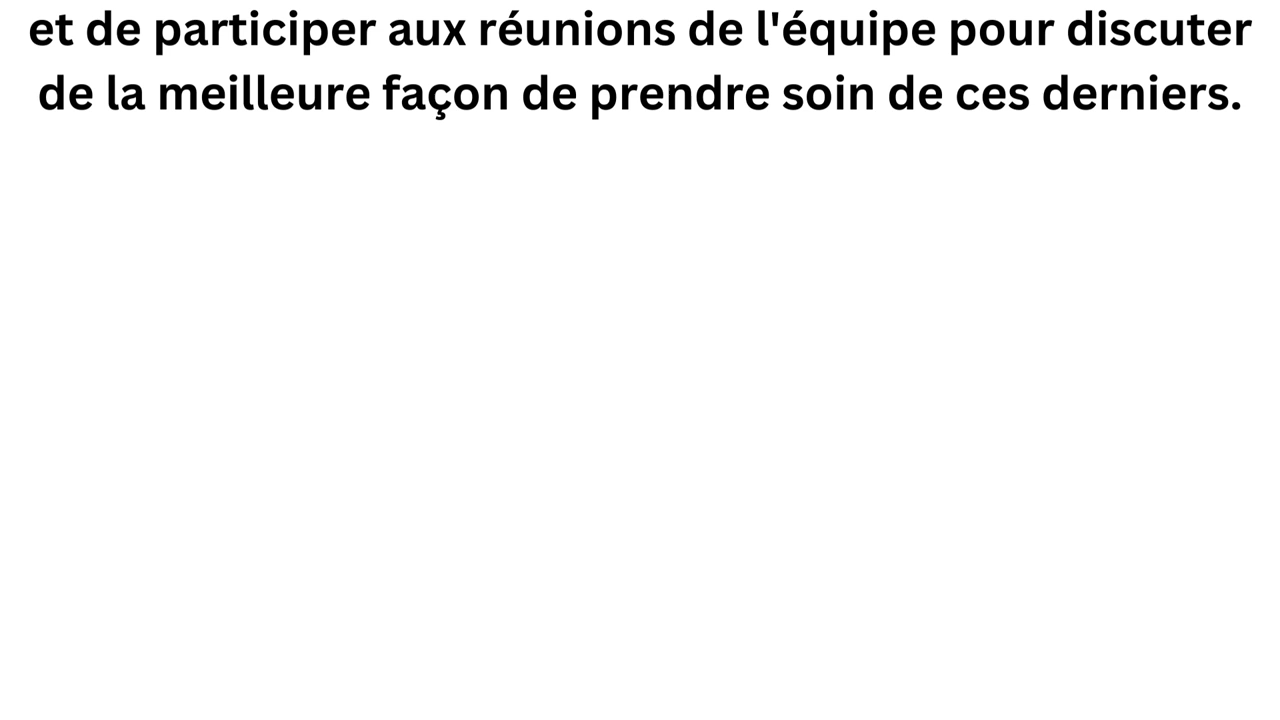 et de participer aux réunions de l'équipe pour discuter
de la meilleure façon de prendre soin de ces derniers.